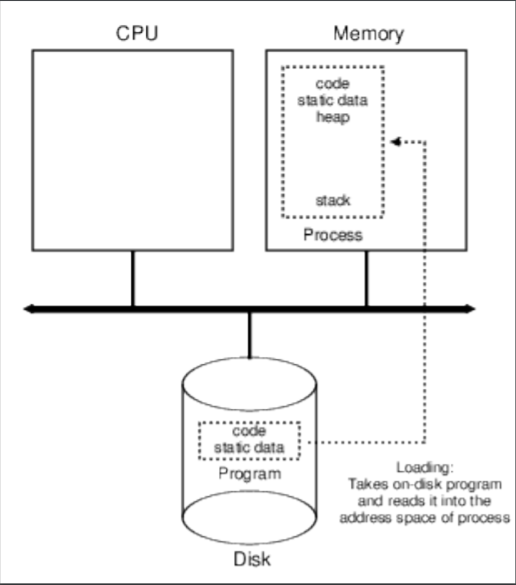 CPU
Memory
code
static data
heap
stack
Process
code
static data
Program
Loading:
Takes on-disk program
and reads it into the
address space of process
Disk